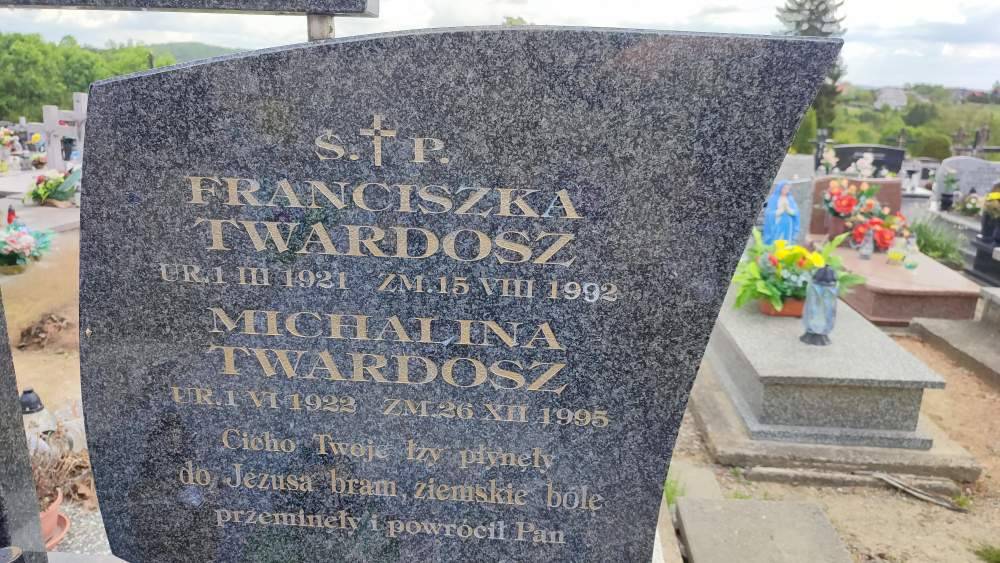 Ś. P.
FRANCISZKA
TWARDOSZ
UR.1 III 1921 ZM.15 VIII 1992
MICHALINA
TWARDOSZ
UR.1 VI 1922 ZM.26 XII 1995
Cicho Twoje łzy płynęły
do Jezusa bram, ziemskie bóle
przeminęły i powrócił Pan